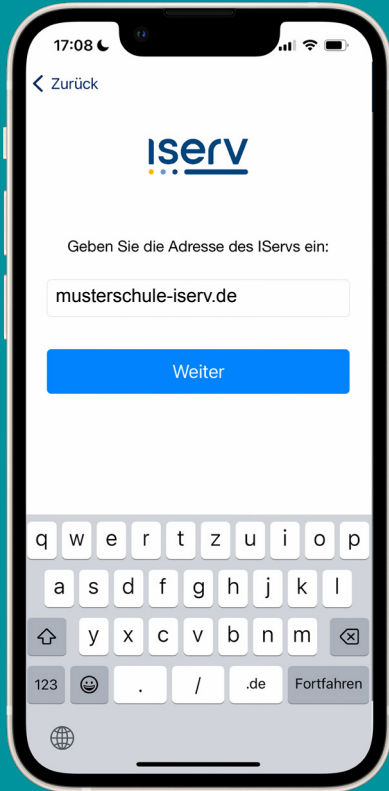 17:08
Zurück
IServ
Geben Sie die Adresse des IServs ein:
musterschule-iserv.de
Weiter
q w e r t z u i o p
a s d f g h j k l
y x c v b n m
123 . / .de Fortfahren